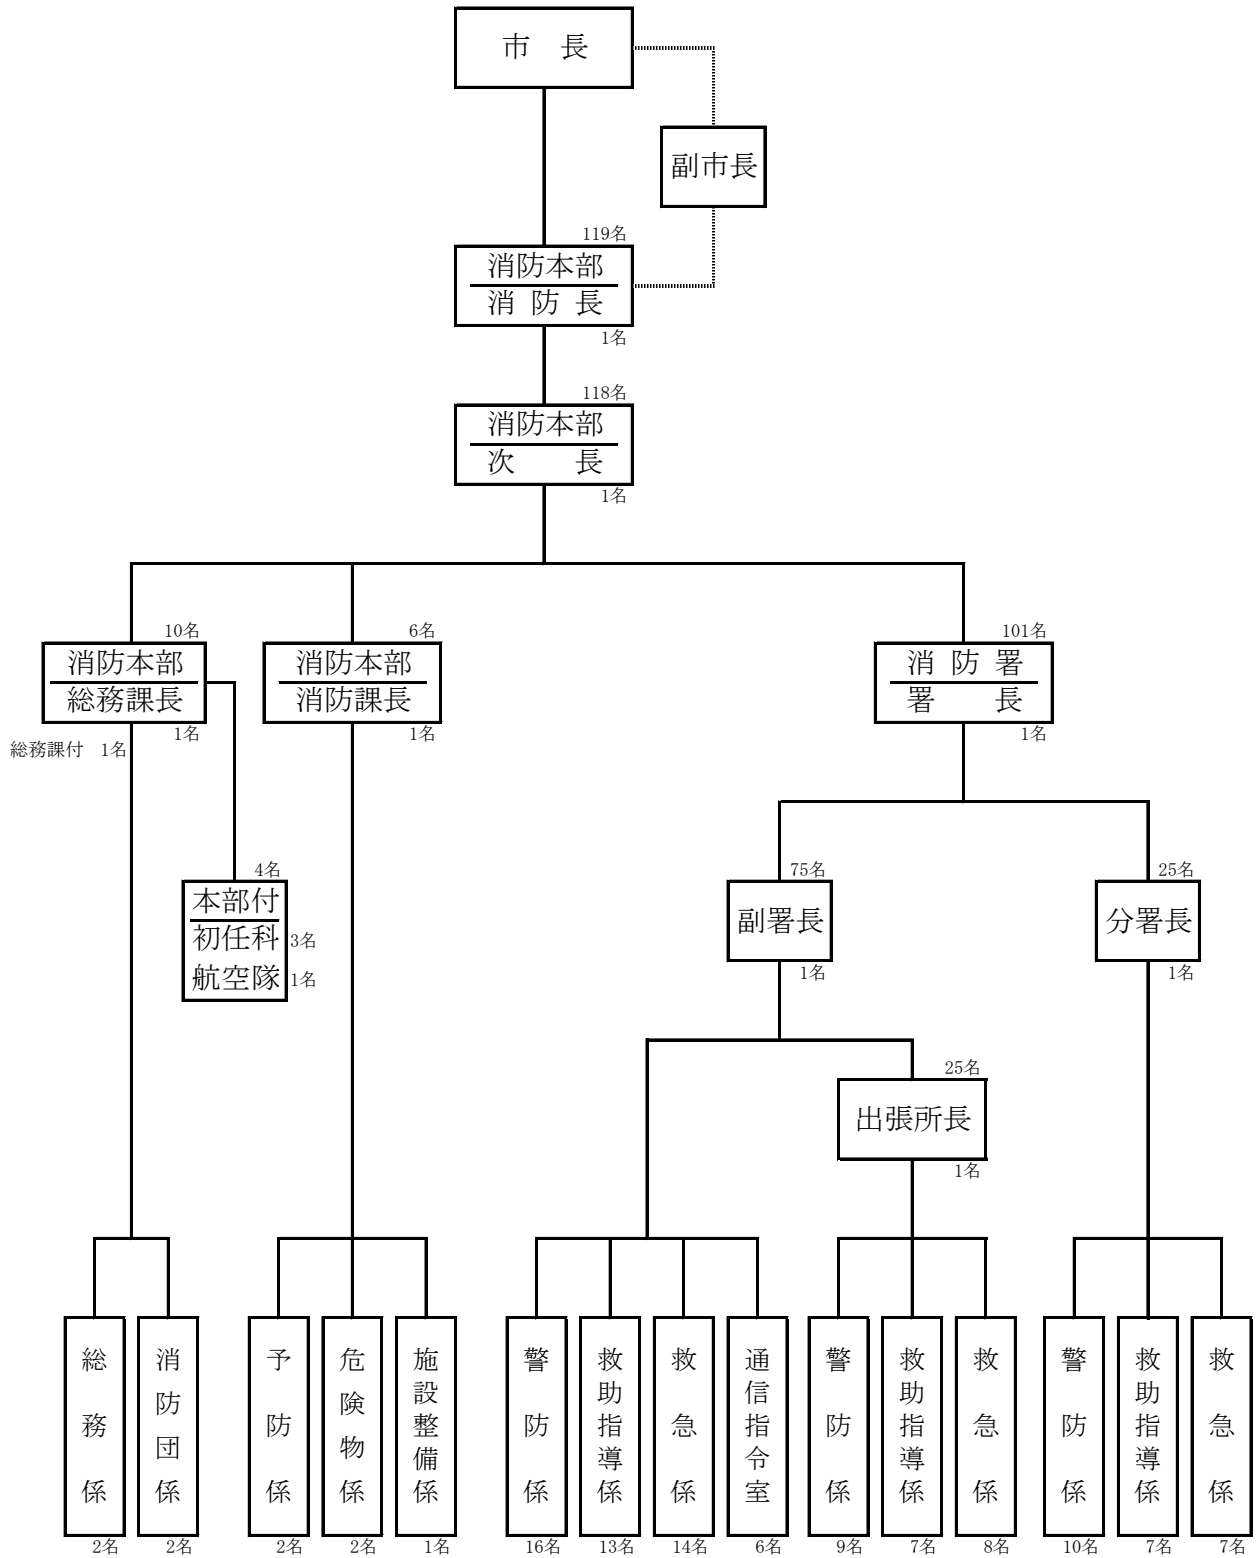 市　長
副市長
119名
消防本部
消 防 長
1名
118名
消防本部
次　　長
1名
10名
消防本部
総務課長
1名
総務課付　1名
6名
消防本部
消防課長
1名
101名
消 防 署
署　　長
1名
4名
本部付
初任科 3名
航空隊 1名
75名
副署長
1名
25名
分署長
1名
25名
出張所長
1名
総務係
2名
消防団係
2名
予防係
2名
危険物係
2名
施設整備係
1名
警防係
16名
救助指導係
13名
救急係
14名
通信指令室
6名
警防係
9名
救助指導係
7名
救急係
8名
警防係
10名
救助指導係
7名
救急係
7名